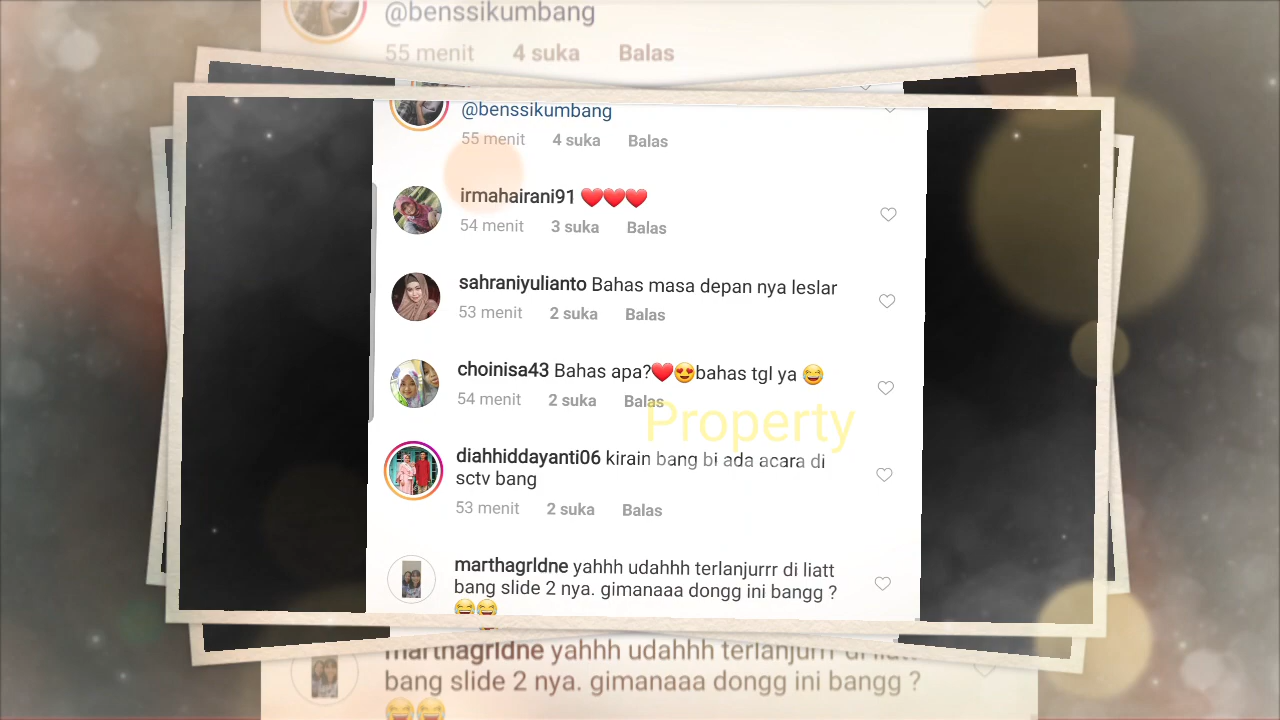 @benssikumbang
55 menit 4 suka Balas
@benssikumbang
55 menit 4 suka Balas
irmahairani91 ❤️❤️❤️
54 menit 3 suka Balas
sahraniyulianto Bahas masa depan nya leslar
53 menit 2 suka Balas
choinisa43 Bahas apa?❤️😍bahas tgl ya 😂
54 menit 2 suka Balas
Property
diahhiddayanti06 kirain bang bi ada acara di
sctv bang
53 menit 2 suka Balas
marthagrldne yahhh udahhh terlanjurrr di liatt
bang slide 2 nya. gimanaaa dongg ini bangg ?
😂😂
marthagrldne yahhh udahhh terlanjurrr di liatt
bang slide 2 nya. gimanaaa dongg ini bangg ?
😂😂